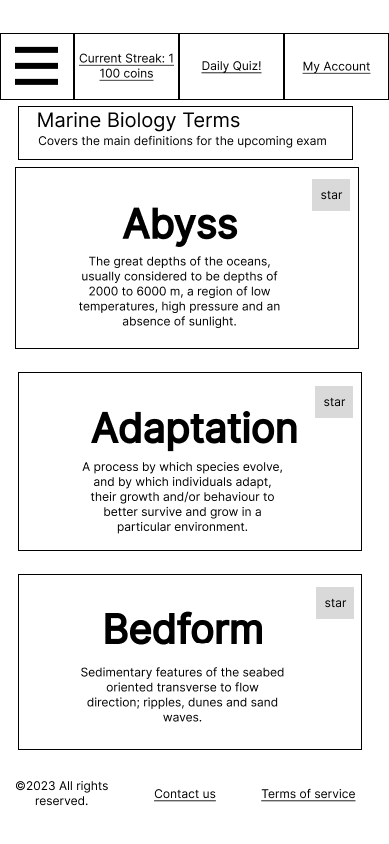 Current Streak: 1
100 coins
Daily Quiz!
My Account
Marine Biology Terms
Covers the main definitions for the upcoming exam
star
Abyss
The great depths of the oceans,
usually considered to be depths of
2000 to 6000 m, a region of low
temperatures, high pressure and an
absence of sunlight.
star
Adaptation
A process by which species evolve,
and by which individuals adapt,
their growth and/or behaviour to
better survive and grow in a
particular environment.
star
Bedform
Sedimentary features of the seabed
oriented transverse to flow
direction; ripples, dunes and sand
waves.
©2023 All rights
reserved.
Contact us
Terms of service